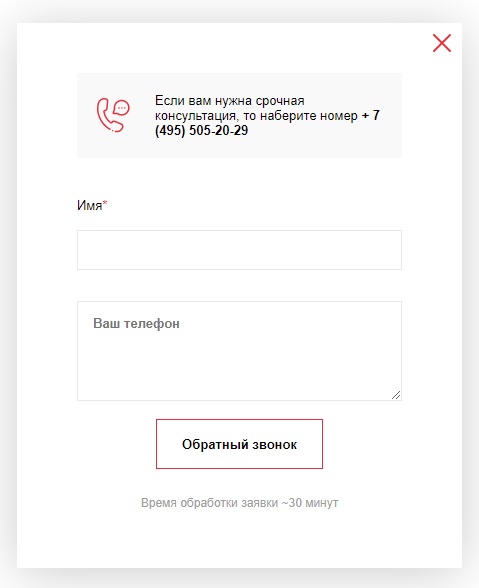 Если вам нужна срочная
консультация, то наберите номер + 7
(495) 505-20-29
Имя*
Ваш телефон
Обратный звонок
Время обработки заявки ~30 минут